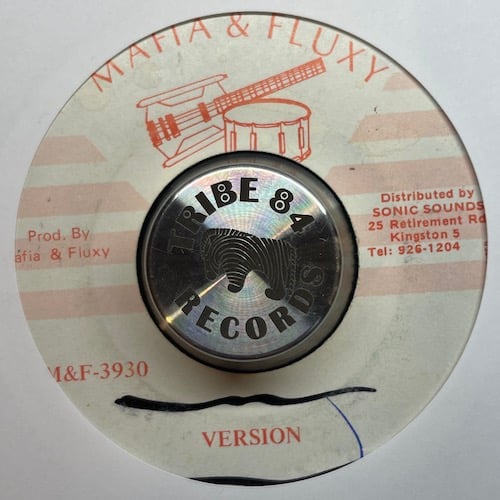 MAFIA & FLUXY
TRIBE 84
RECORDS
Prod. By
afia & Fluxy
Distributed by
SONIC SOUNDS
25 Retirement Rd
Kingston 5
Tel: 926-1204
M&F-3930
VERSION